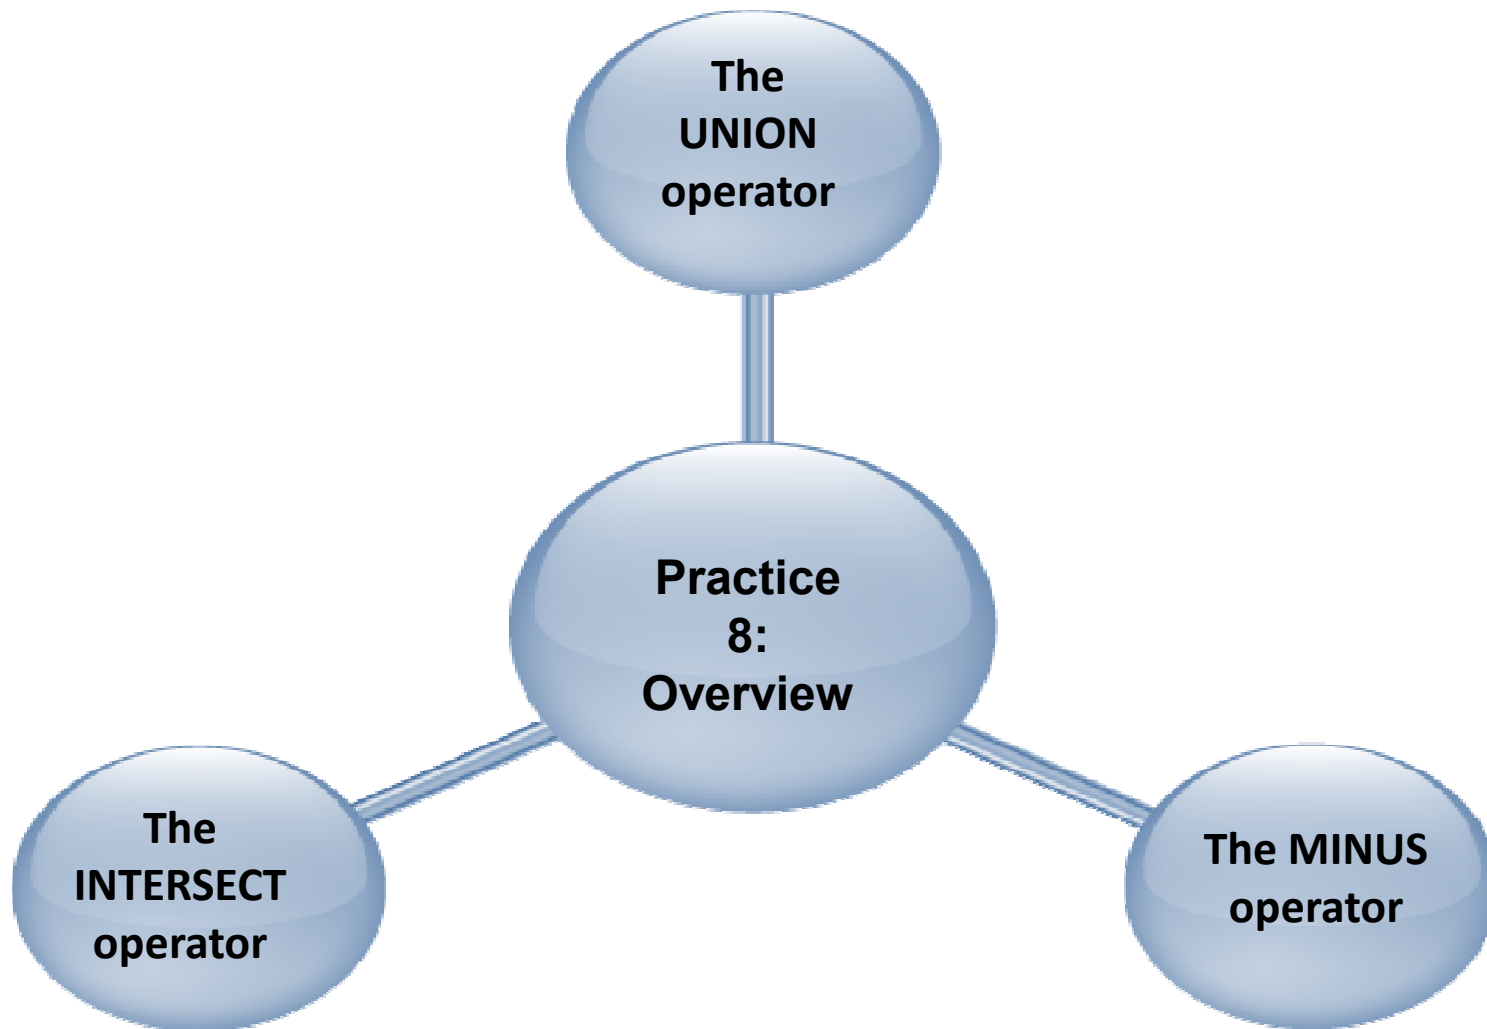 The
UNION
operator
Practice
8:
Overview
The
INTERSECT
operator
The MINUS
operator